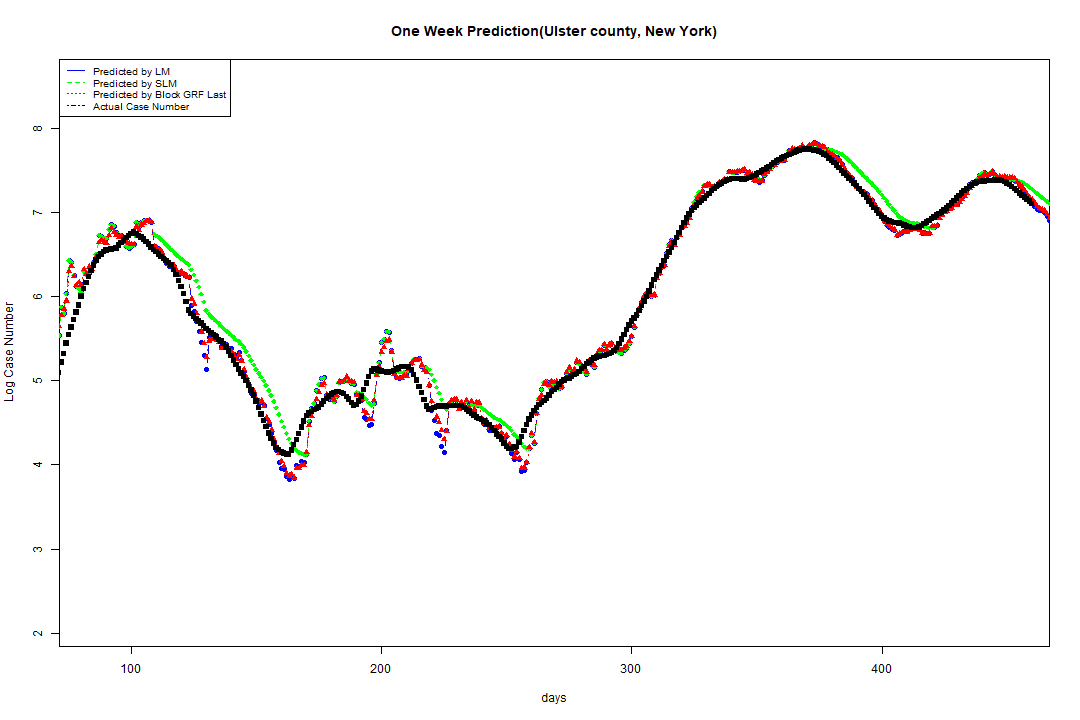 One Week Prediction(Ulster county, New York)
Predicted by LM
Predicted by SLM
Predicted by Block GRF Last
Actual Case Number
8
7
6
5
4
3
2
Log Case Number
100 200 300 400
days